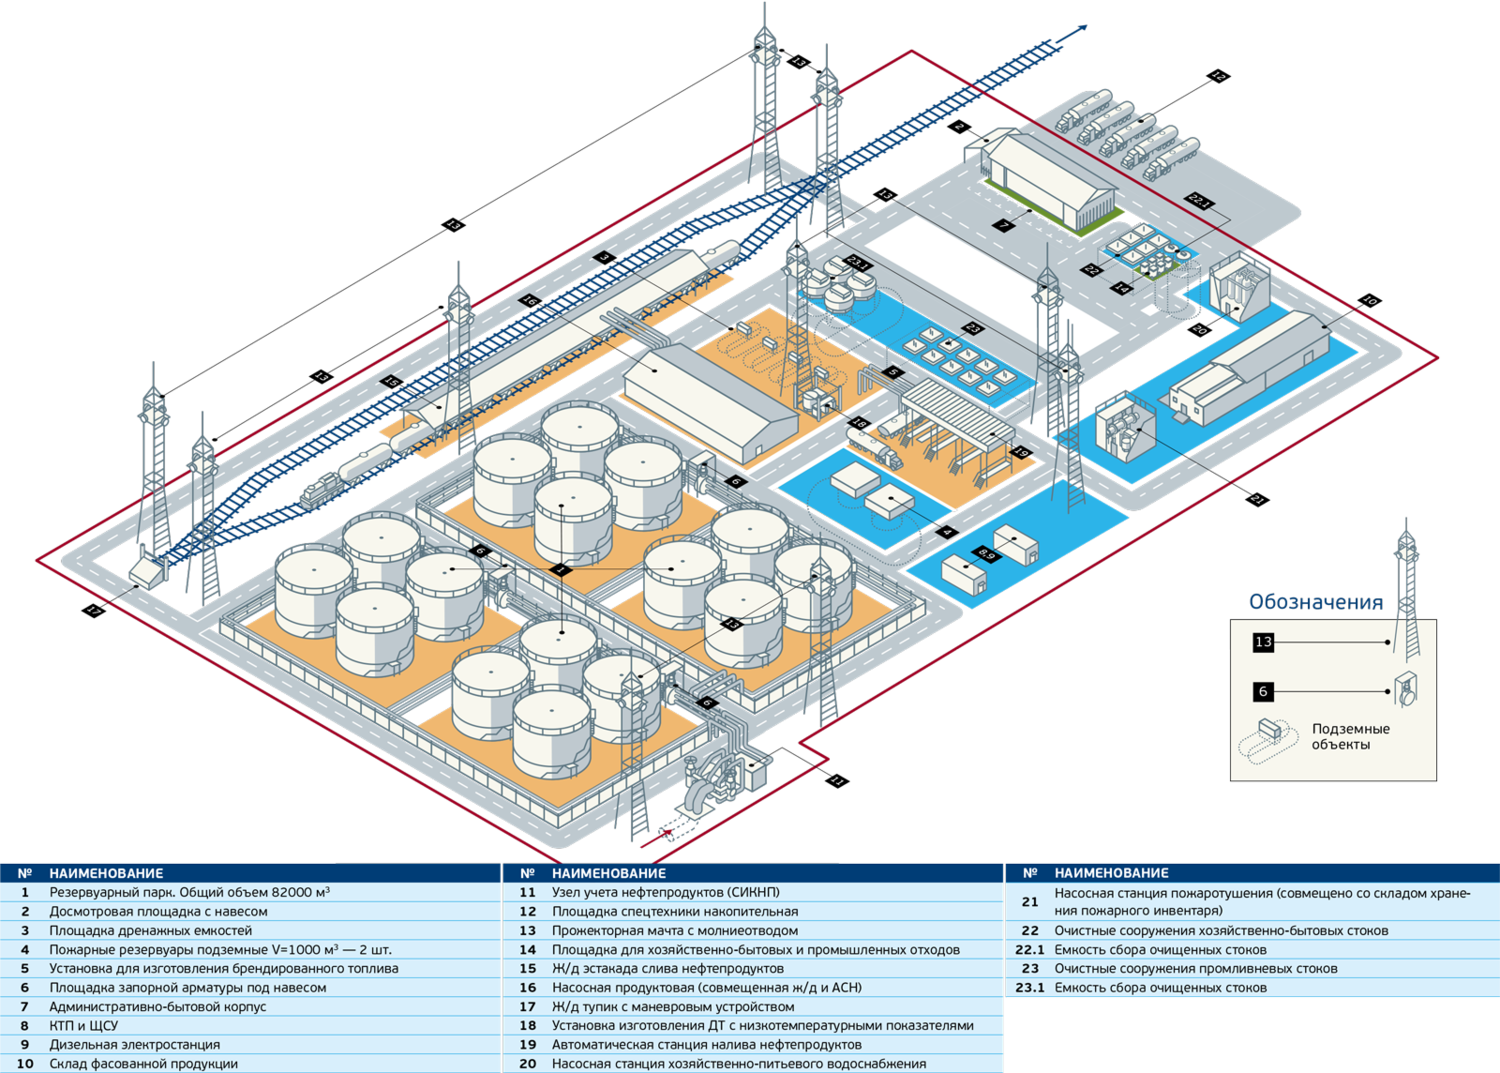 13
12
2
13
22.1
7
13
3
23.1
22
14
16
10
20
23
5
13
15
18
19
6
21
4
6
8,9
1
17
13
6
11
Обозначения
13
6
Подземные
объекты
№ НАИМЕНОВАНИЕ
1 Резервуарный парк. Общий объем 82000 м³
2 Досмотровая площадка с навесом
3 Площадка дренажных емкостей
4 Пожарные резервуары подземные V=1000 м³ — 2 шт.
5 Установка для изготовления брендированного топлива
6 Площадка запорной арматуры под навесом
7 Административно-бытовой корпус
8 КТП и ЩСУ
9 Дизельная электростанция
10 Склад фасованной продукции
№ НАИМЕНОВАНИЕ
11 Узел учета нефтепродуктов (СИКНП)
12 Площадка спецтехники накопительная
13 Прожекторная мачта с молниеотводом
14 Площадка для хозяйственно-бытовых и промышленных отходов
15 Ж/д эстакада слива нефтепродуктов
16 Насосная продуктовая (совмещенная ж/д и АСН)
17 Ж/д тупик с маневровым устройством
18 Установка изготовления ДТ с низкотемпературными показателями
19 Автоматическая станция налива нефтепродуктов
20 Насосная станция хозяйственно-питьевого водоснабжения
№ НАИМЕНОВАНИЕ
21 Насосная станция пожаротушения (совмещено со складом хране-
ния пожарного инвентаря)
22 Очистные сооружения хозяйственно-бытовых стоков
22.1 Емкость сбора очищенных стоков
23 Очистные сооружения промливневых стоков
23.1 Емкость сбора очищенных стоков